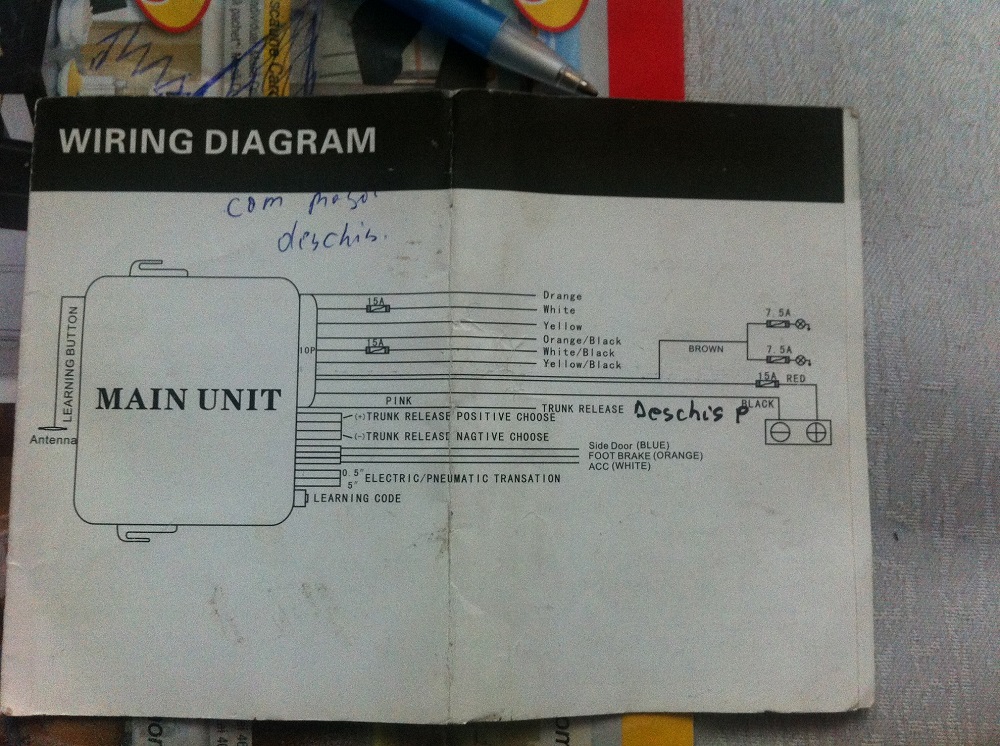 WIRING DIAGRAM
com
deschis.
LEARNING BUTTON
Antenna
MAIN UNIT
10P
15A
15A
Orange
White
Yellow
Orange/Black
White/Black
Yellow/Black
BROWN
7.5A
7.5A
15A RED
BLACK
PINK
TRUNK RELEASE Deschis P
(+)TRUNK RELEASE POSITIVE CHOOSE
(-)TRUNK RELEASE NAGTIVE CHOOSE
Side Door (BLUE)
FOOT BRAKE (ORANGE)
ACC (WHITE)
0.5"
5"
ELECTRIC/PNEUMATIC TRANSATION
LEARNING CODE